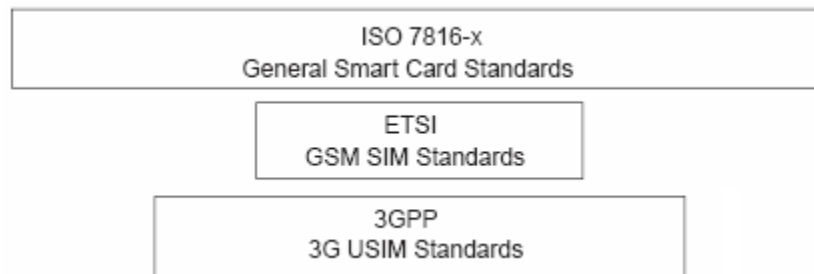 ISO 7816-x
General Smart Card Standards
ETSI
GSM SIM Standards
3GPP
3G USIM Standards